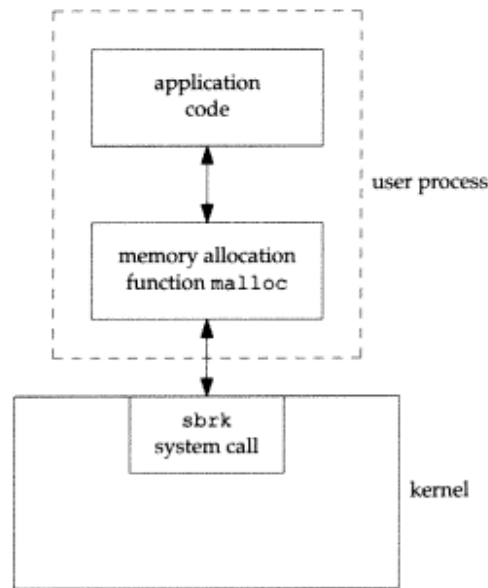 application
code
user process
memory allocation
function malloc
sbrk
system call
kernel